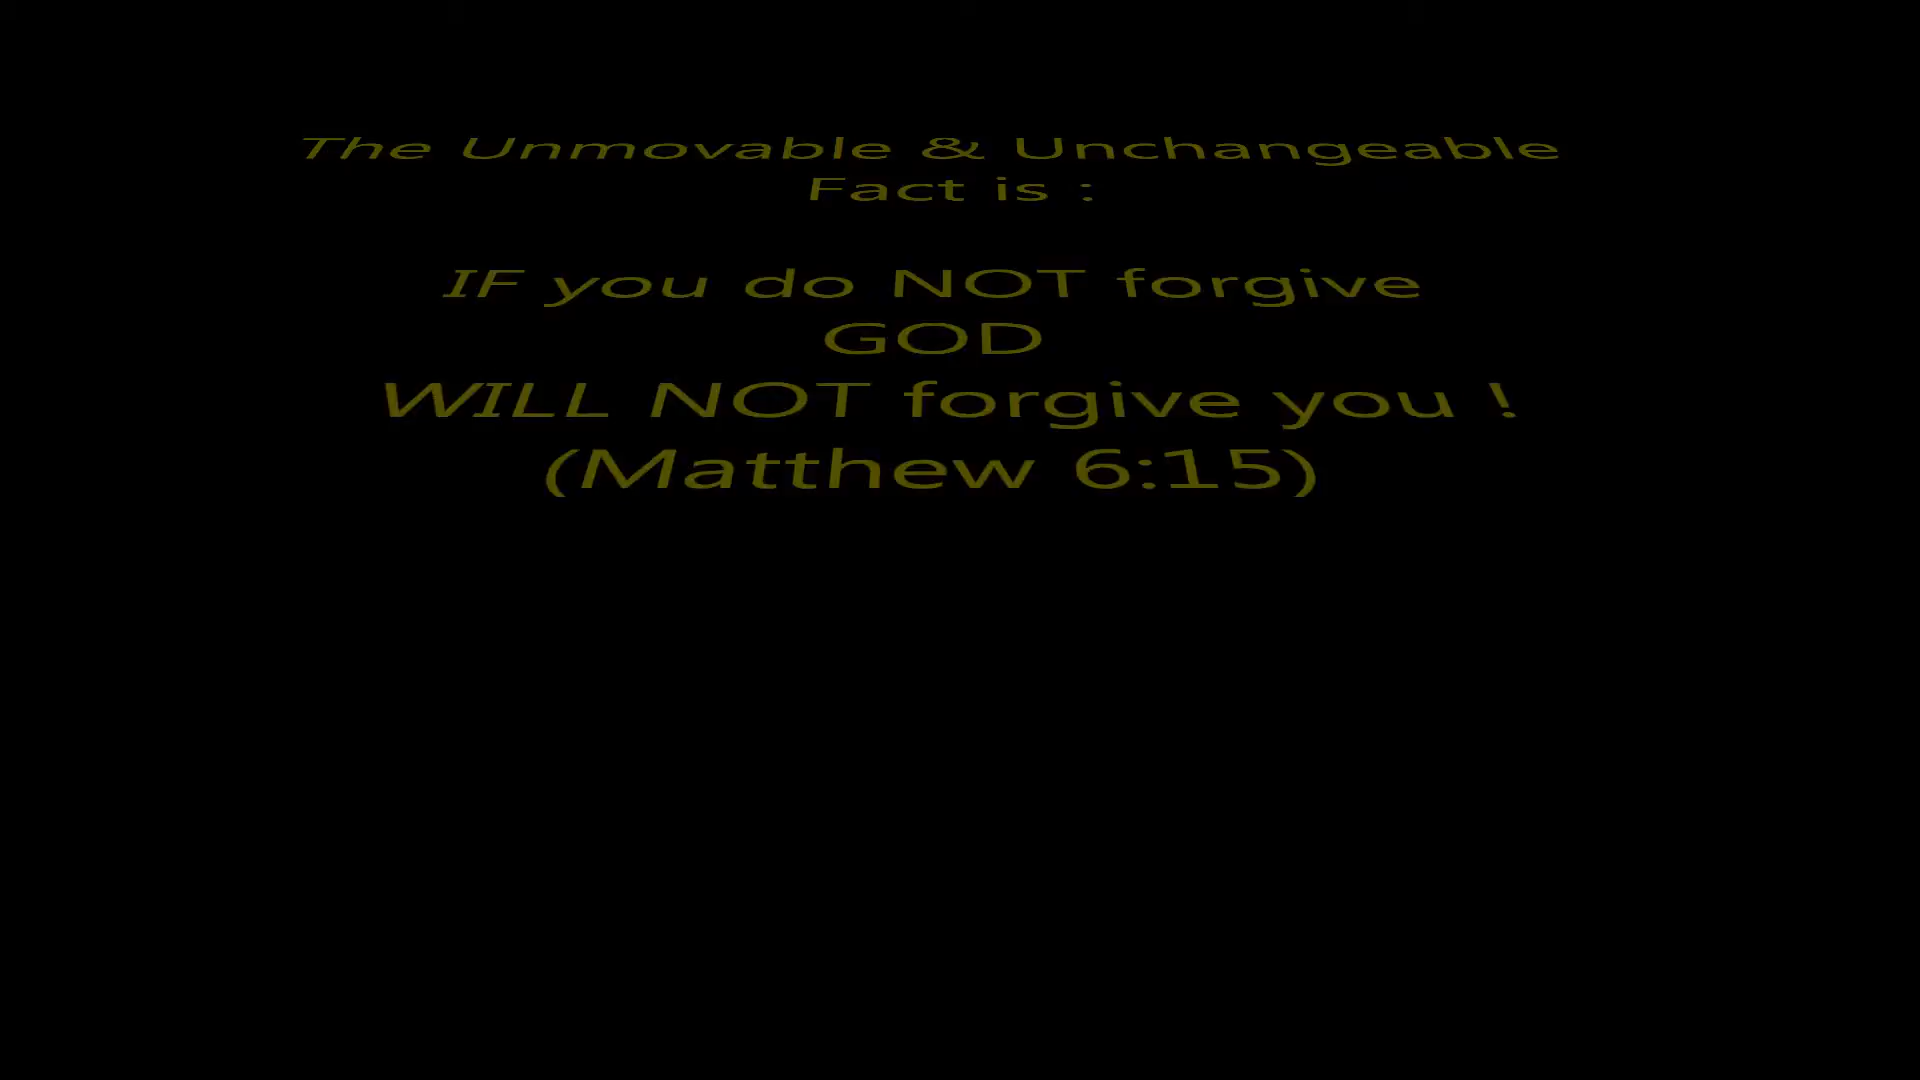 The Unmovable & Unchangeable
Fact is :
IF you do NOT forgive
GOD
WILL NOT forgive you !
(Matthew 6:15)